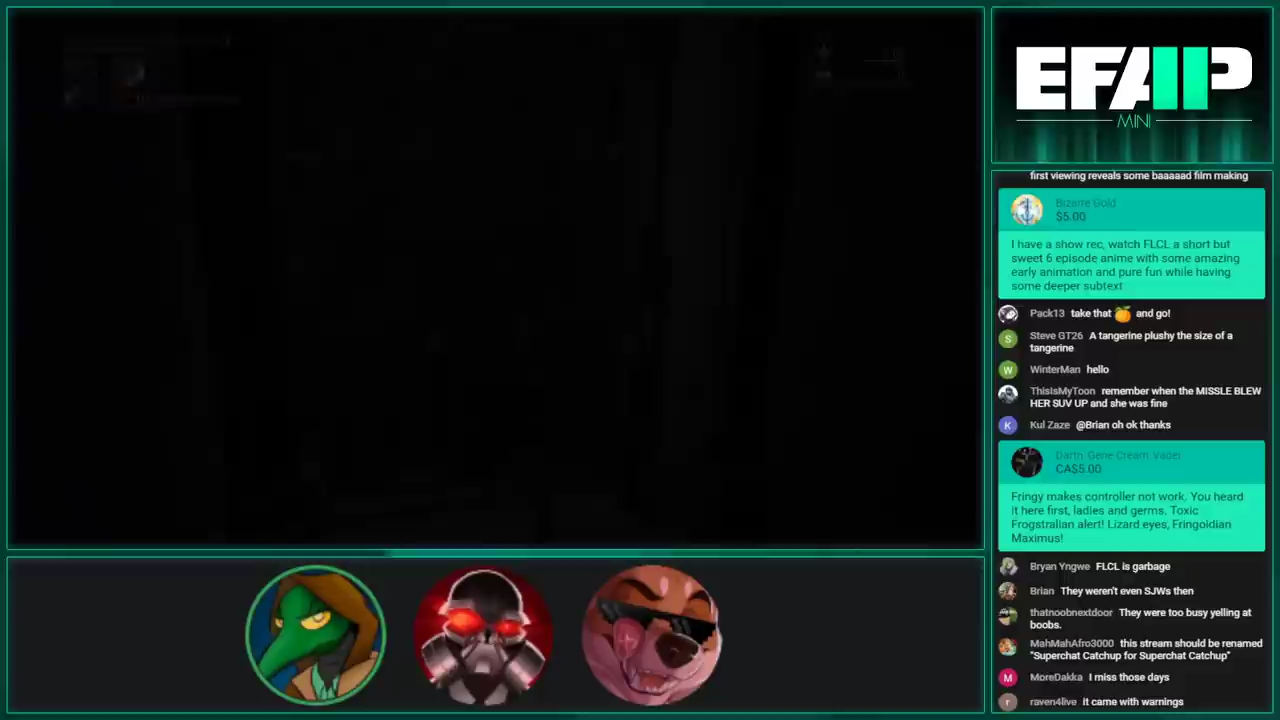 EFAP
MINI
first viewing reveals some baaaaad film making
Bizarre Gold
$5.00
I have a show rec, watch FLCL a short but
sweet 6 episode anime with some amazing
early animation and pure fun while having
some deeper subtext
Pack13 take that 🍊 and go!
S
Steve GT26 A tangerine plushy the size of a
tangerine
W
WinterMan hello
ThisIsMyToon remember when the MISSLE BLEW
HER SUV UP and she was fine
K
Kul Zaze @Brian oh ok thanks
Darth Gene Cream Vader
CA$5.00
Fringy makes controller not work. You heard
it here first, ladies and germs. Toxic
Frogstralian alert! Lizard eyes, Fringoidian
Maximus!
Bryan Yngwe FLCL is garbage
Brian They weren't even SJWs then
thatnoobnextdoor They were too busy yelling at
boobs.
MahMahAfro3000 this stream should be renamed
"Superchat Catchup for Superchat Catchup"
M
MoreDakka I miss those days
r
raven4live It came with warnings